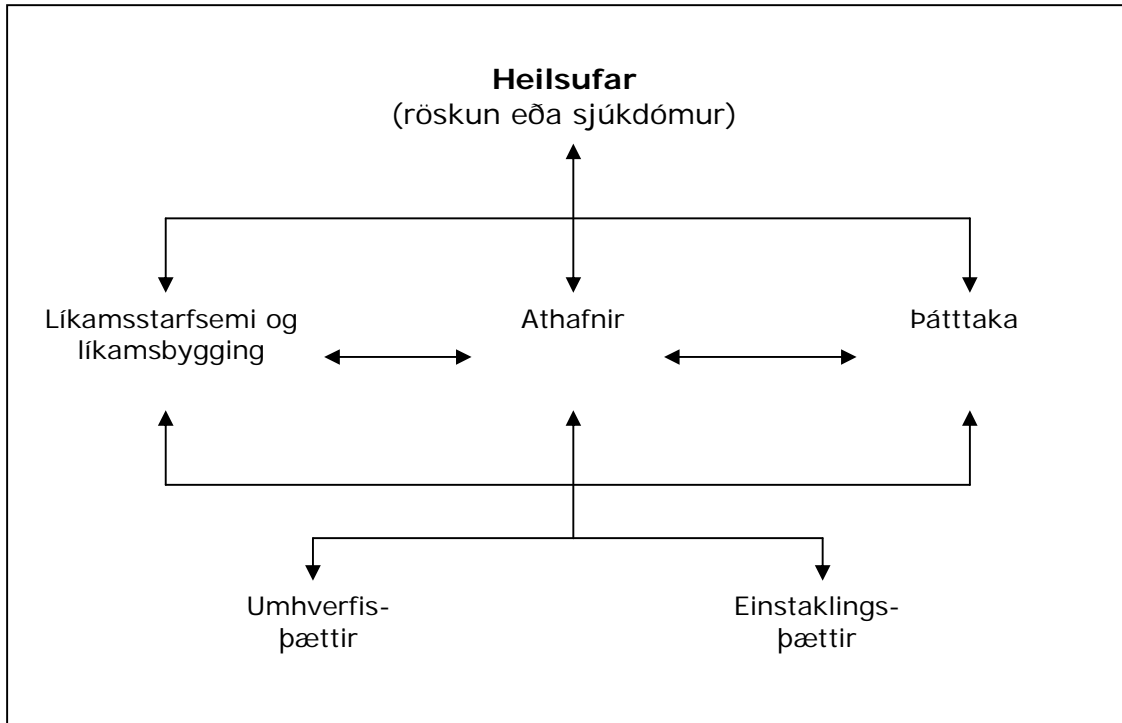 Heilsufar
(röskun eða sjúkdómur)
Líkamsstarfsemi og
líkamsbygging
Athafnir
Þátttaka
Umhverfis-
þættir
Einstaklings-
þættir